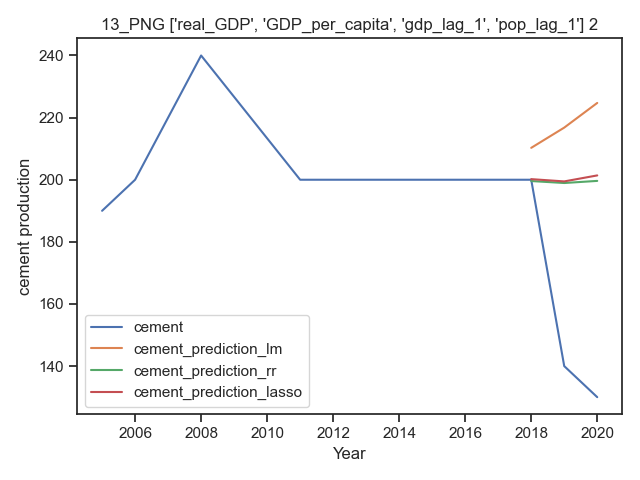 13_PNG ['real_GDP', 'GDP_per_capita', 'gdp_lag_1', 'pop_lag_1'] 2
240
220
200
180
160
140
cement production
cement
cement_prediction_lm
cement_prediction_rr
cement_prediction_lasso
2006 2008 2010 2012 2014 2016 2018 2020
Year